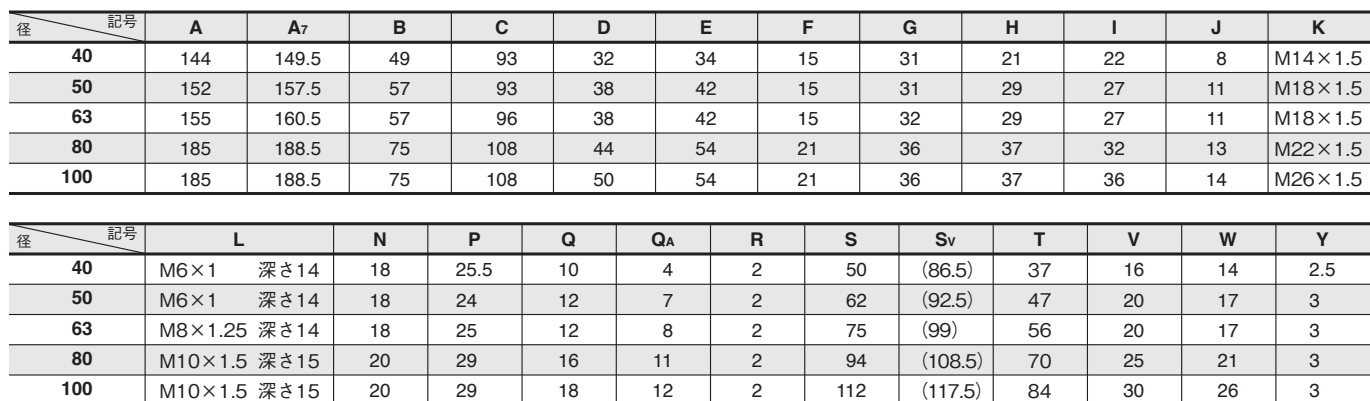 径 記号 A A7 B C D E F G H I J K
40 144 149.5 49 93 32 34 15 31 21 22 8 M14×1.5
50 152 157.5 57 93 38 42 15 31 29 27 11 M18×1.5
63 155 160.5 57 96 38 42 15 32 29 27 11 M18×1.5
80 185 188.5 75 108 44 54 21 36 37 32 13 M22×1.5
100 185 188.5 75 108 50 54 21 36 37 36 14 M26×1.5
径 記号 L N P Q QA R S SV T V W Y
40 M6×1 深さ14 18 25.5 10 4 2 50 (86.5) 37 16 14 2.5
50 M6×1 深さ14 18 24 12 7 2 62 (92.5) 47 20 17 3
63 M8×1.25 深さ14 18 25 12 8 2 75 (99) 56 20 17 3
80 M10×1.5 深さ15 20 29 16 11 2 94 (108.5) 70 25 21 3
100 M10×1.5 深さ15 20 29 18 12 2 112 (117.5) 84 30 26 3